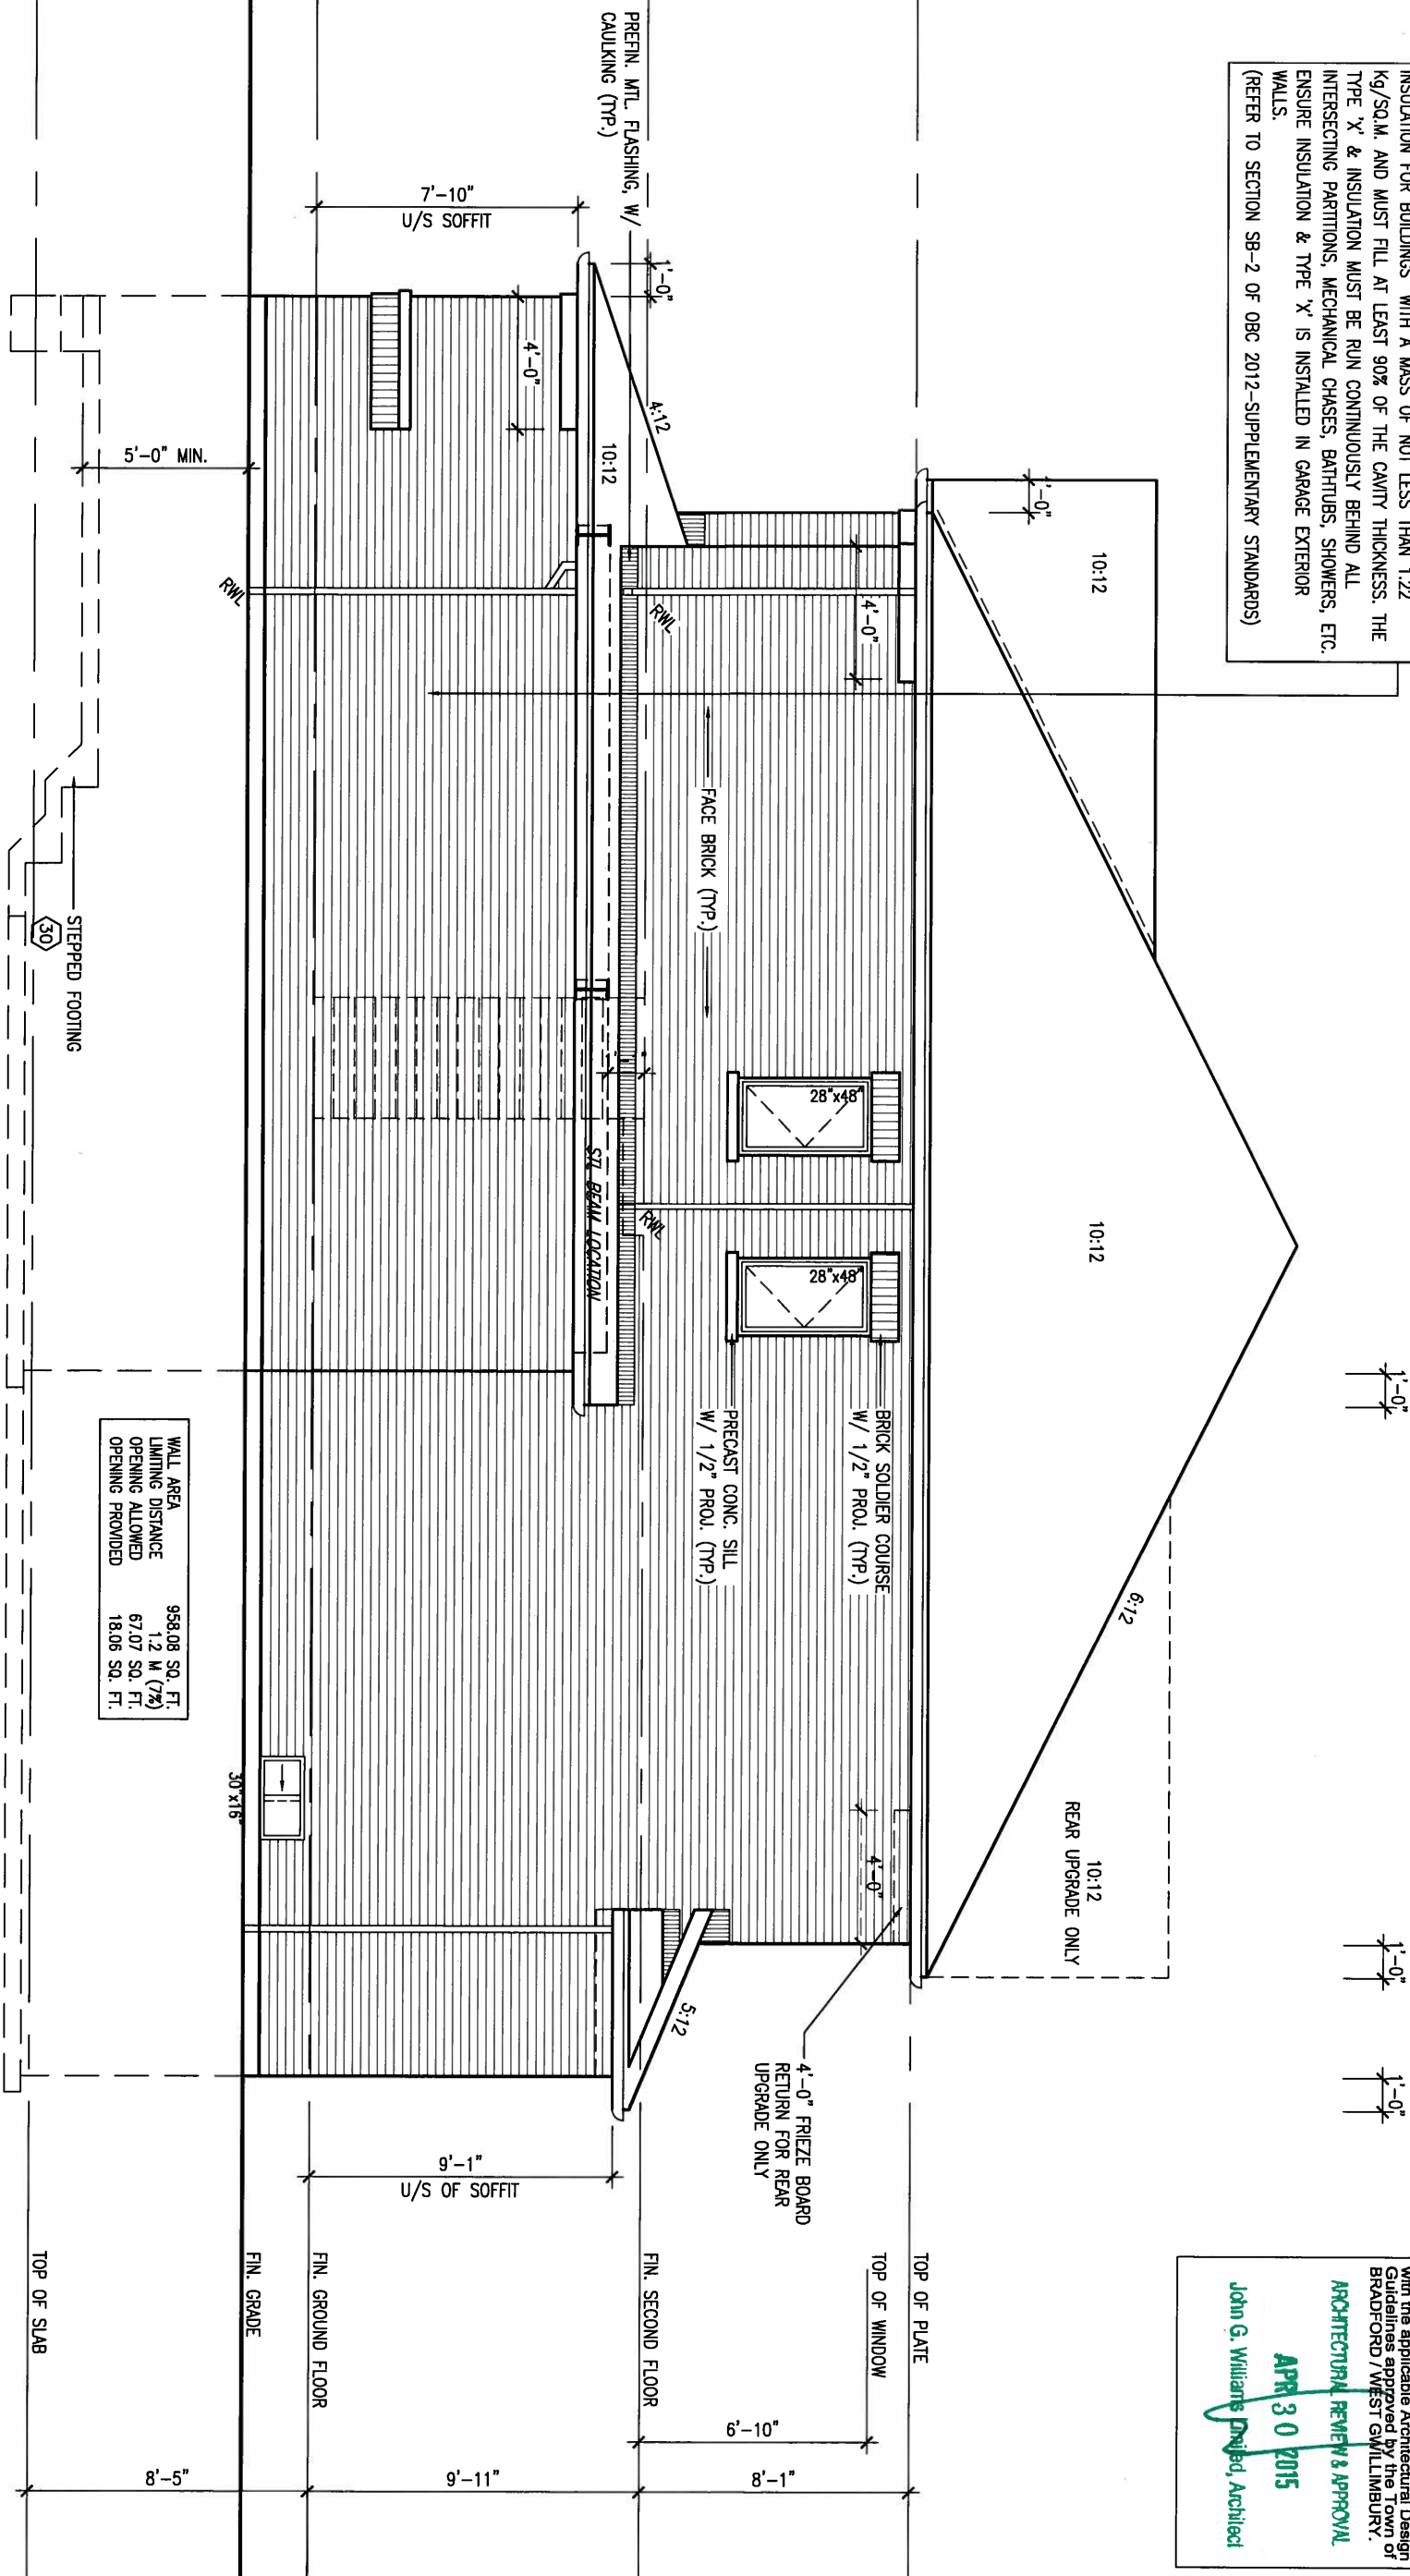 INSULATION FOR BUILDINGS" WITH A MASS OF NOT LESS THAN 1.22
Kg/SQ.M. AND MUST FILL AT LEAST 90% OF THE CAVITY THICKNESS. THE
TYPE 'X' & INSULATION MUST BE RUN CONTINUOUSLY BEHIND ALL
INTERSECTING PARTITIONS, MECHANICAL CHASES, BATHTUBS, SHOWERS, ETC.
ENSURE INSULATION & TYPE 'X' IS INSTALLED IN GARAGE EXTERIOR
WALLS.
(REFER TO SECTION SB-2 OF OBC 2012-SUPPLEMENTARY STANDARDS)
1'-0"
1'-0"
1'-0"
with the applicable Architectural Design
Guidelines approved by the Town of
BRADFORD / WEST GWILLIMBURY.
ARCHITECTURAL REVIEW & APPROVAL
APR 30 2015
John G. Williams Limited, Architect
1'-0"
10:12
10:12
6:12
10:12
REAR UPGRADE ONLY
PREFIN. MTL. FLASHING, W/
CAULKING (TYP.)
1'-0"
4:12
10:12
4'-0"
RWL
FACE BRICK (TYP.)
28"x48"
28"x48"
RWL
BRICK SOLDIER COURSE
W/ 1/2" PROJ. (TYP.)
PRECAST CONC. SILL
W/ 1/2" PROJ. (TYP.)
4'-0"
4'-0" FRIEZE BOARD
RETURN FOR REAR
UPGRADE ONLY
5:12
TOP OF PLATE
TOP OF WINDOW
6'-10"
8'-1"
7'-10"
U/S SOFFIT
4'-0"
STL BEAM LOCATION
9'-1"
U/S OF SOFFIT
FIN. SECOND FLOOR
9'-11"
FIN. GROUND FLOOR
RWL
30"x16"
FIN. GRADE
5'-0" MIN.
STEPPED FOOTING
30
WALL AREA 958.08 SQ. FT.
LIMITING DISTANCE 1.2 M (7%)
OPENING ALLOWED 67.07 SQ. FT.
OPENING PROVIDED 18.06 SQ. FT.
8'-5"
TOP OF SLAB